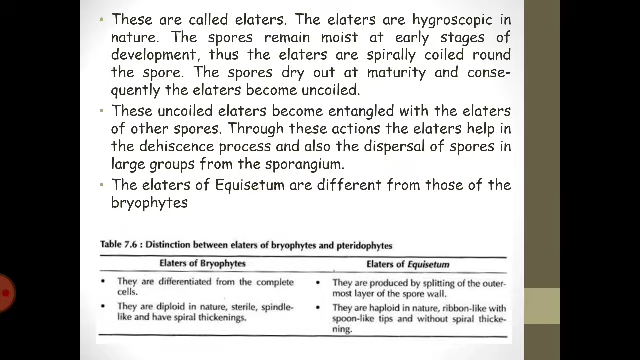 • These are called elaters. The elaters are hygroscopic in
nature. The spores remain moist at early stages of
development, thus the elaters are spirally coiled round
the spore. The spores dry out at maturity and conse-
quently the elaters become uncoiled.
• These uncoiled elaters become entangled with the elaters
of other spores. Through these actions the elaters help in
the dehiscence process and also the dispersal of spores in
large groups from the sporangium.
• The elaters of Equisetum are different from those of the
bryophytes
Table 7.6 : Distinction between elaters of bryophytes and pteridophytes
Elaters of Bryophytes
• They are differentiated from the complete
cells.
• They are diploid in nature, sterile, spindle-
like and have spiral thickenings.
Elaters of Equisetum
• They are produced by splitting of the outer-
most layer of the spore wall.
• They are haploid in nature, ribbon-like with
spoon-like tips and without spiral thicke-
ning.